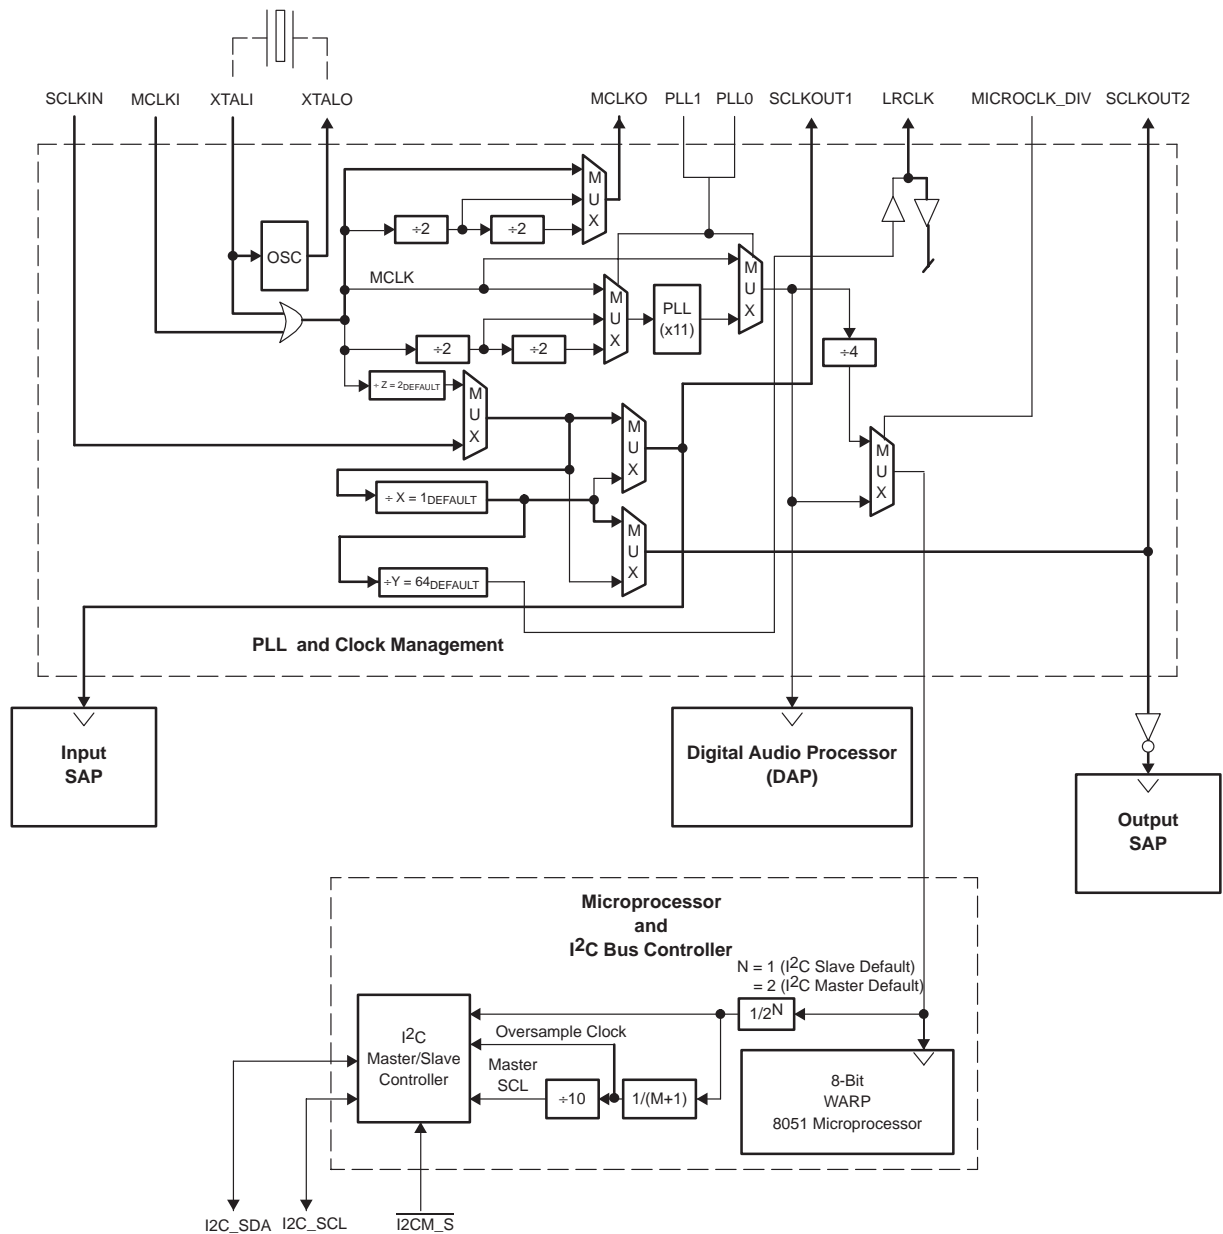 SCLKIN MCLKI XTALI XTALO MCLKO PLL1 PLL0 SCLKOUT1 LRCLK MICROCLK_DIV SCLKOUT2
M
U
X
÷2 ÷2
OSC
MCLK
M
U
X
PLL
(x11)
M
U
X
÷2 ÷2
÷4
÷ Z = 2DEFAULT
M
U
X
M
U
X
M
U
X
÷ X = 1DEFAULT
M
U
X
÷Y = 64DEFAULT
PLL and Clock Management
Input
SAP
Digital Audio Processor
(DAP)
Output
SAP
Microprocessor
and
I2C Bus Controller
N = 1 (I2C Slave Default)
= 2 (I2C Master Default)
1/2N
I2C
Master/Slave
Controller
Oversample Clock
Master
SCL
÷10
1/(M+1)
8-Bit
WARP
8051 Microprocessor
I2C_SDA I2C_SCL I2CM_S